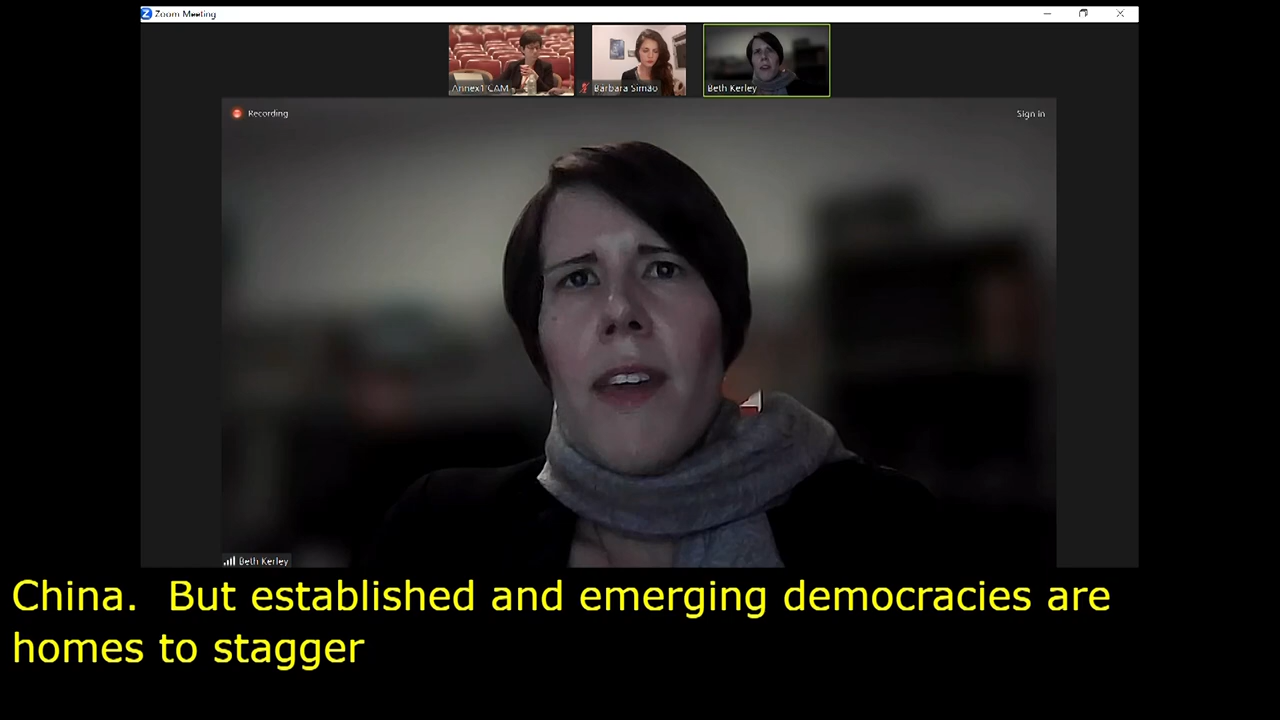 Zoom Meeting
Annex1 CAM
Bárbara Simão
Beth Kerley
Recording
Sign in
Beth Kerley
China.  But established and emerging democracies are
homes to stagger